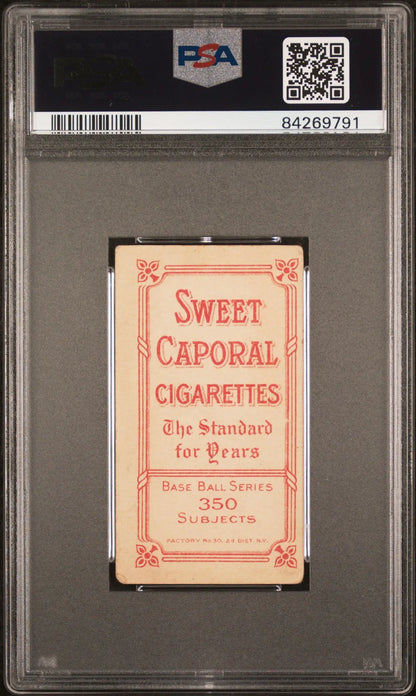 PSA
84269791
SWEET
CAPORAL
CIGARETTES
The Standard
for Years
BASE BALL SERIES
350
SUBJECTS
FACTORY No 30, 2d DIST. N.Y.